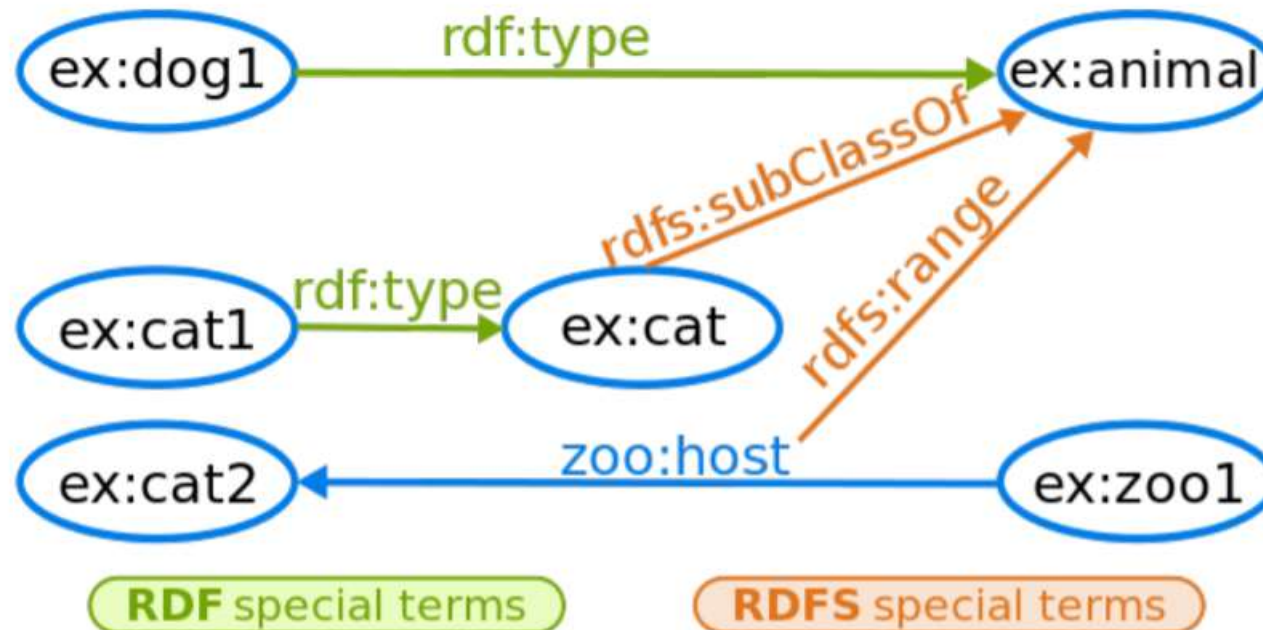 rdf:type
ex:dog1
ex:animal
rdfs:subClassOf
rdfs:range
rdf:type
ex:cat1
ex:cat
zoo:host
ex:cat2
ex:zoo1
RDF special terms
RDFS special terms